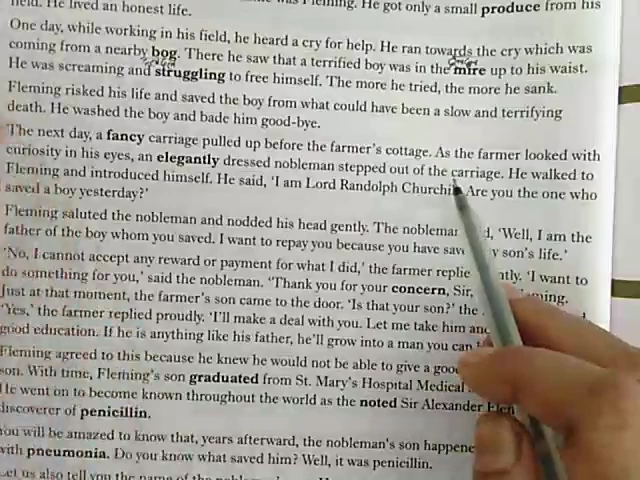 field. He lived an honest life. was Fleming. He got only a small produce from his
One day, while working in his field, he heard a cry for help. He ran towards the cry which was
coming from a nearby bog. There he saw that a terrified boy was in the mire up to his waist.
He was screaming and struggling to free himself. The more he tried, the more he sank.
Fleming risked his life and saved the boy from what could have been a slow and terrifying
death. He washed the boy and bade him good-bye.
The next day, a fancy carriage pulled up before the farmer's cottage. As the farmer looked with
curiosity in his eyes, an elegantly dressed nobleman stepped out of the carriage. He walked to
Fleming and introduced himself. He said, 'I am Lord Randolph Churchill. Are you the one who
saved a boy yesterday?'
Fleming saluted the nobleman and nodded his head gently. The nobleman 'Well, I am the
father of the boy whom you saved. I want to repay you because you have son's life.'
'No, I cannot accept any reward or payment for what I did,' the farmer 'I want to
do something for you,' said the nobleman. 'Thank you for your concern, Sir,
Just at that moment, the farmer's son came to the door. 'Is that your son?' the
'Yes,' the farmer replied proudly. 'I'll make a deal with you. Let me take him and
good education. If he is anything like his father, he'll grow into a man you can
Fleming agreed to this because he knew he would not be able to give a good
son. With time, Fleming's son graduated from St. Mary's Hospital Medical
He went on to become known throughout the world as the noted Sir Alexander
discoverer of penicillin.
You will be amazed to know that, years afterward, the nobleman's son
with pneumonia. Do you know what saved him? Well, it was penicillin.
Let us also tell you the name of the